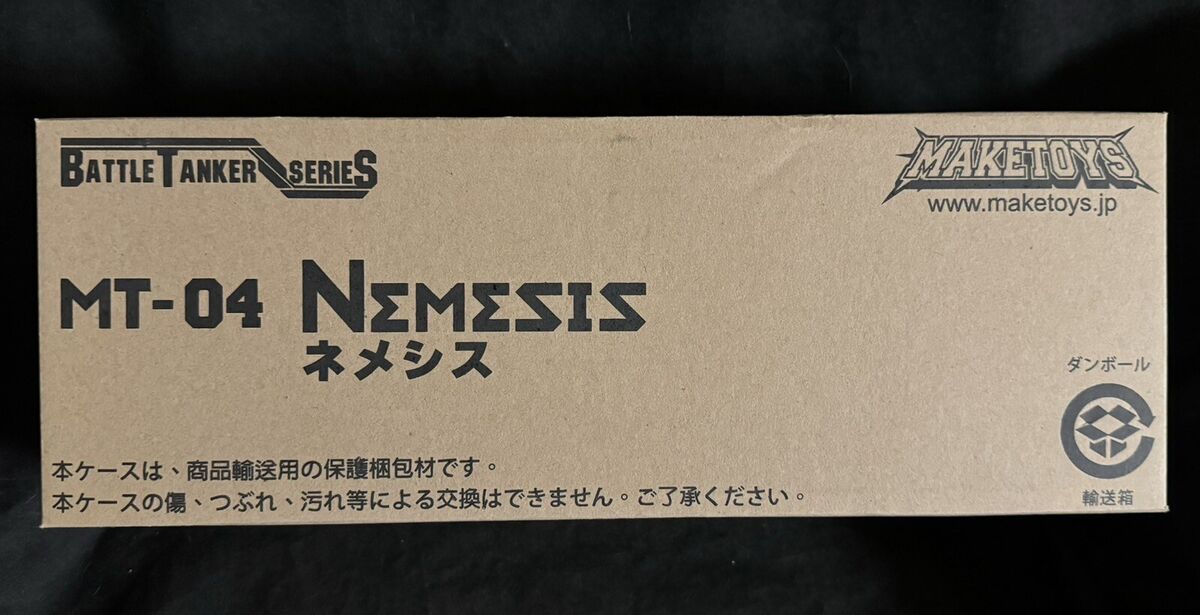 BATTLE TANKER SERIES
MAKETOYS
www.maketoys.jp
MT-04 NEMESIS
ネメシス
ダンボール
輸送箱
本ケースは、商品輸送用の保護梱包材です。
本ケースの傷、つぶれ、汚れ等による交換はできません。ご了承ください。